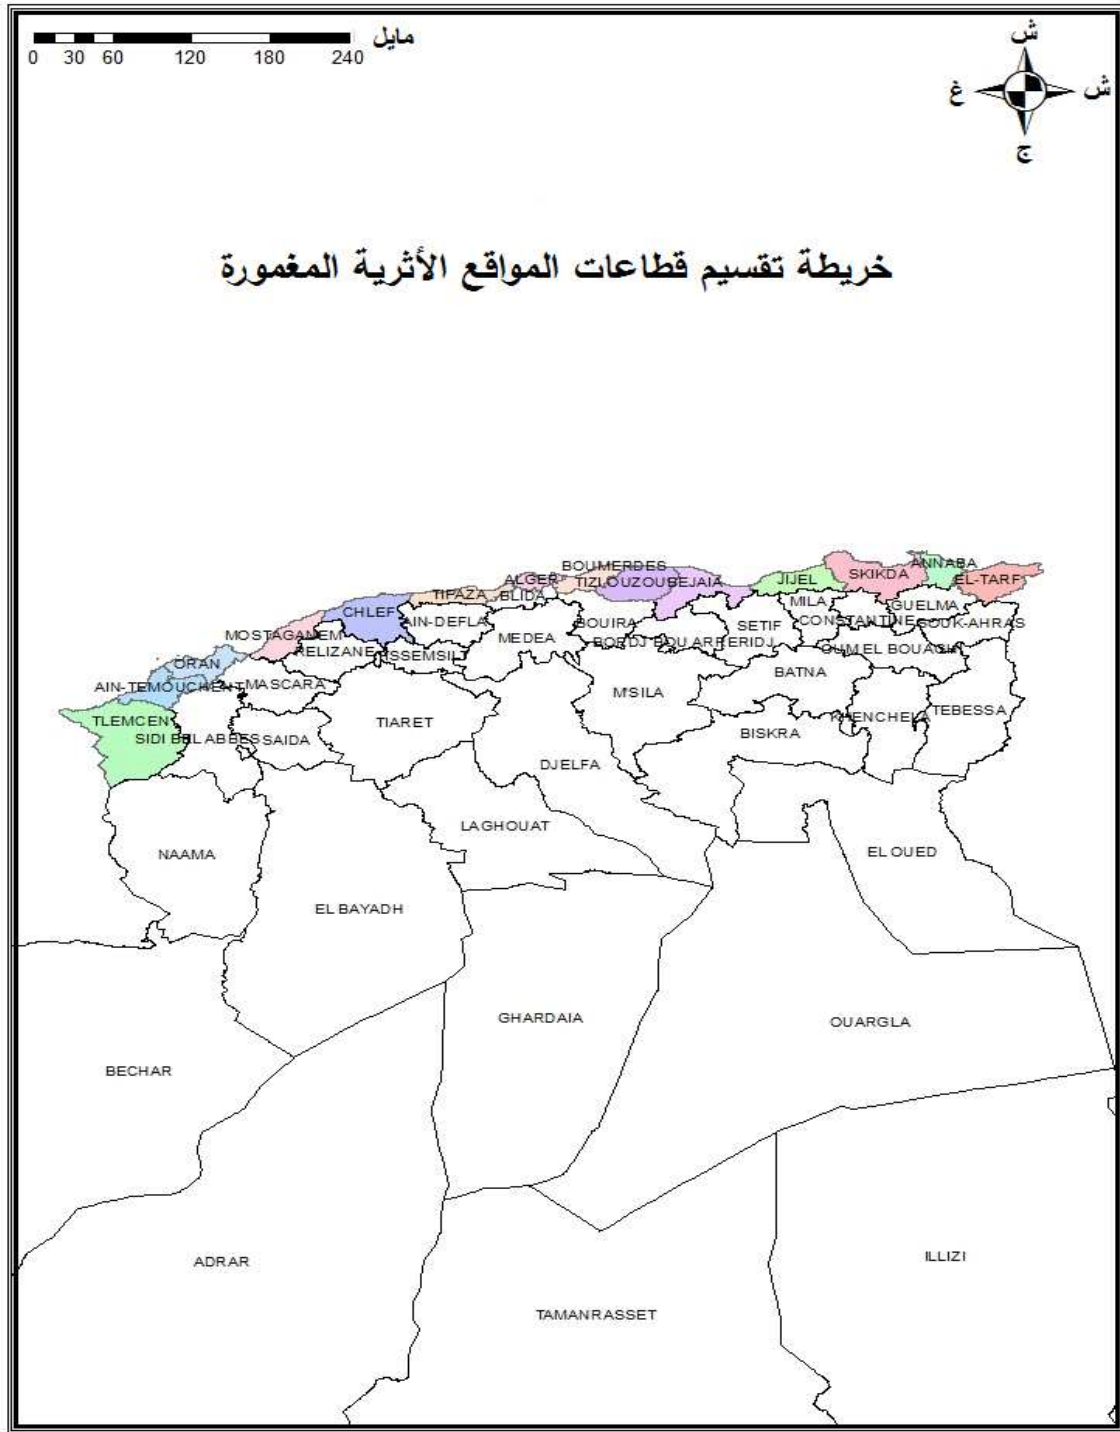 مايل
0 30 60 120 180 240
ش
غ ش
ج
خريطة تقسيم قطاعات المواقع الأثرية المغمورة
BOUMERDES
ANNABA
ALGER
TIZI OUZOU
BEJAIA
JIJEL
SKIKDA
EL-TARF
TIPAZA
BLIDA
CHLEF
MILA
GUELMA
AIN-DEFLA
BOUIRA
SETIF
CONSTANTINE
SOUK-AHRAS
MOSTAGANEM
MEDEA
BORDJ BOU ARRERIDJ
RELIZANE
ISSEMSIL
OUM EL BOUAGHI
ORAN
BATNA
AIN-TEMOUCHENT
MASCARA
M'SILA
TLEMCEN
TIARET
KHENCHELA
TEBESSA
SIDI BEL ABBES
SAIDA
BISKRA
DJELFA
LAGHOUAT
NAAMA
EL OUED
EL BAYADH
GHARDAIA
OUARGLA
BECHAR
ADRAR
ILLIZI
TAMANRASSET